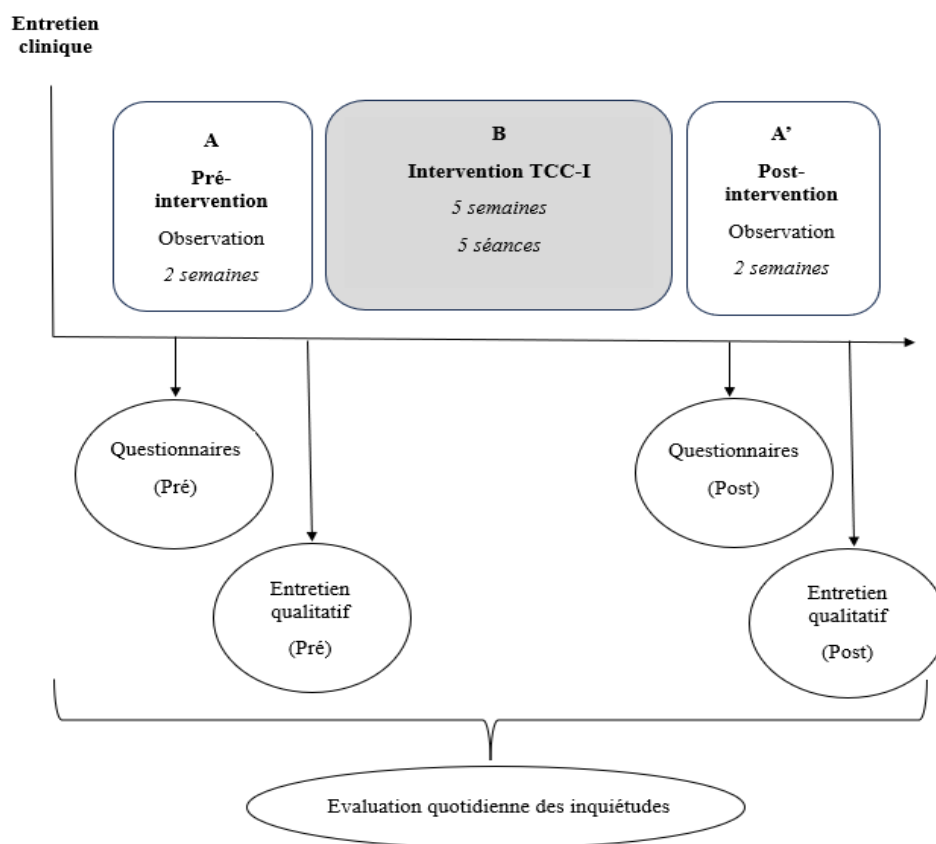 Entretien
clinique
A
Pré-
intervention
Observation
2 semaines
B
Intervention TCC-I
5 semaines
5 séances
A’
Post-
intervention
Observation
2 semaines
Questionnaires
(Pré)
Questionnaires
(Post)
Entretien
qualitatif
(Pré)
Entretien
qualitatif
(Post)
Evaluation quotidienne des inquiétudes